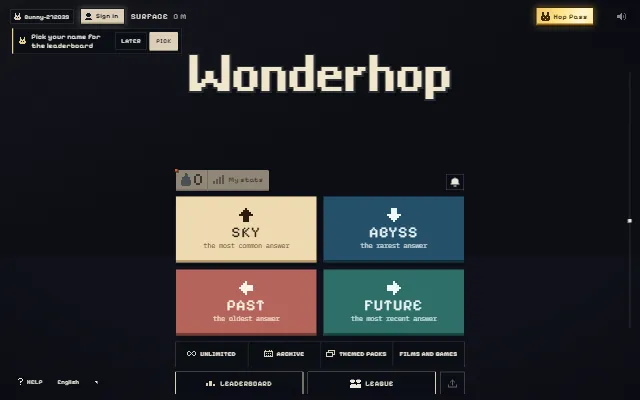 Bunny-272039
Sign in
SURFACE 0 M
Hop Pass
Pick your name for
the leaderboard
LATER
PICK
Wonderhop
0
My stats
SKY
the most common answer
ABYSS
the rarest answer
PAST
the oldest answer
FUTURE
the most recent answer
UNLIMITED
ARCHIVE
THEMED PACKS
FILMS AND GAMES
? HELP
English
LEADERBOARD
LEAGUE